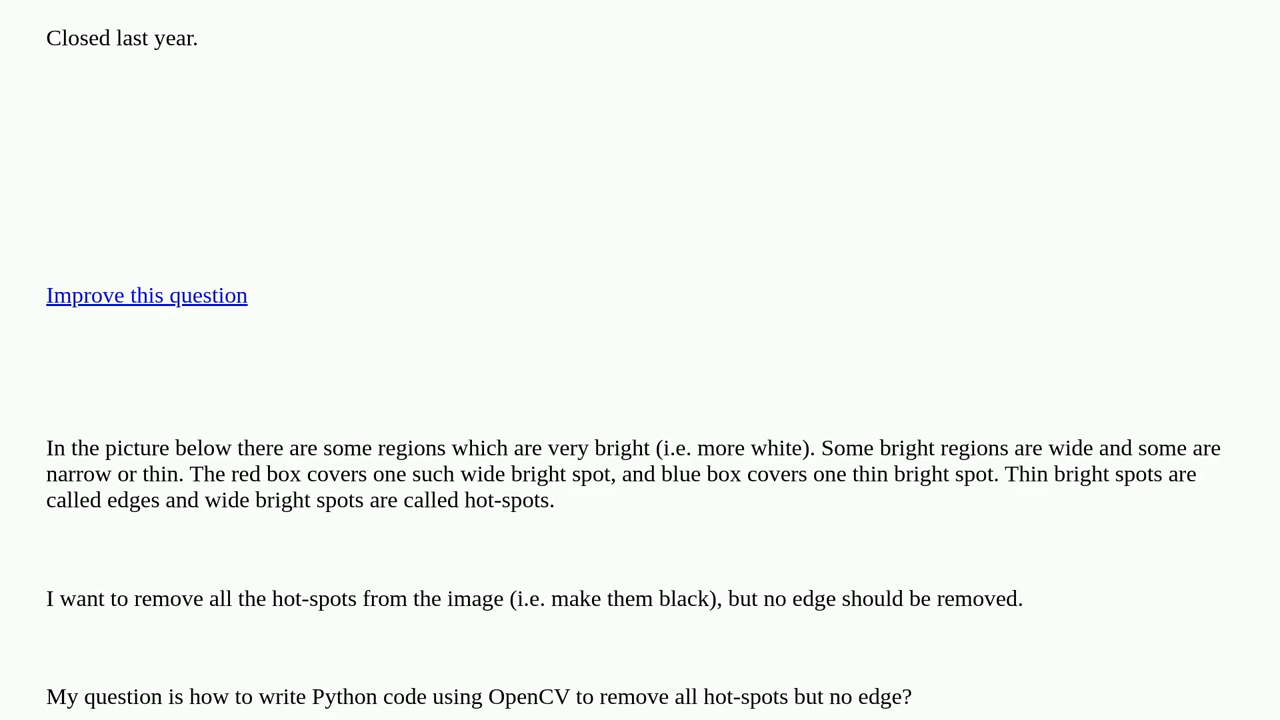 Closed last year.
Improve this question
In the picture below there are some regions which are very bright (i.e. more white). Some bright regions are wide and some are
narrow or thin. The red box covers one such wide bright spot, and blue box covers one thin bright spot. Thin bright spots are
called edges and wide bright spots are called hot-spots.
I want to remove all the hot-spots from the image (i.e. make them black), but no edge should be removed.
My question is how to write Python code using OpenCV to remove all hot-spots but no edge?